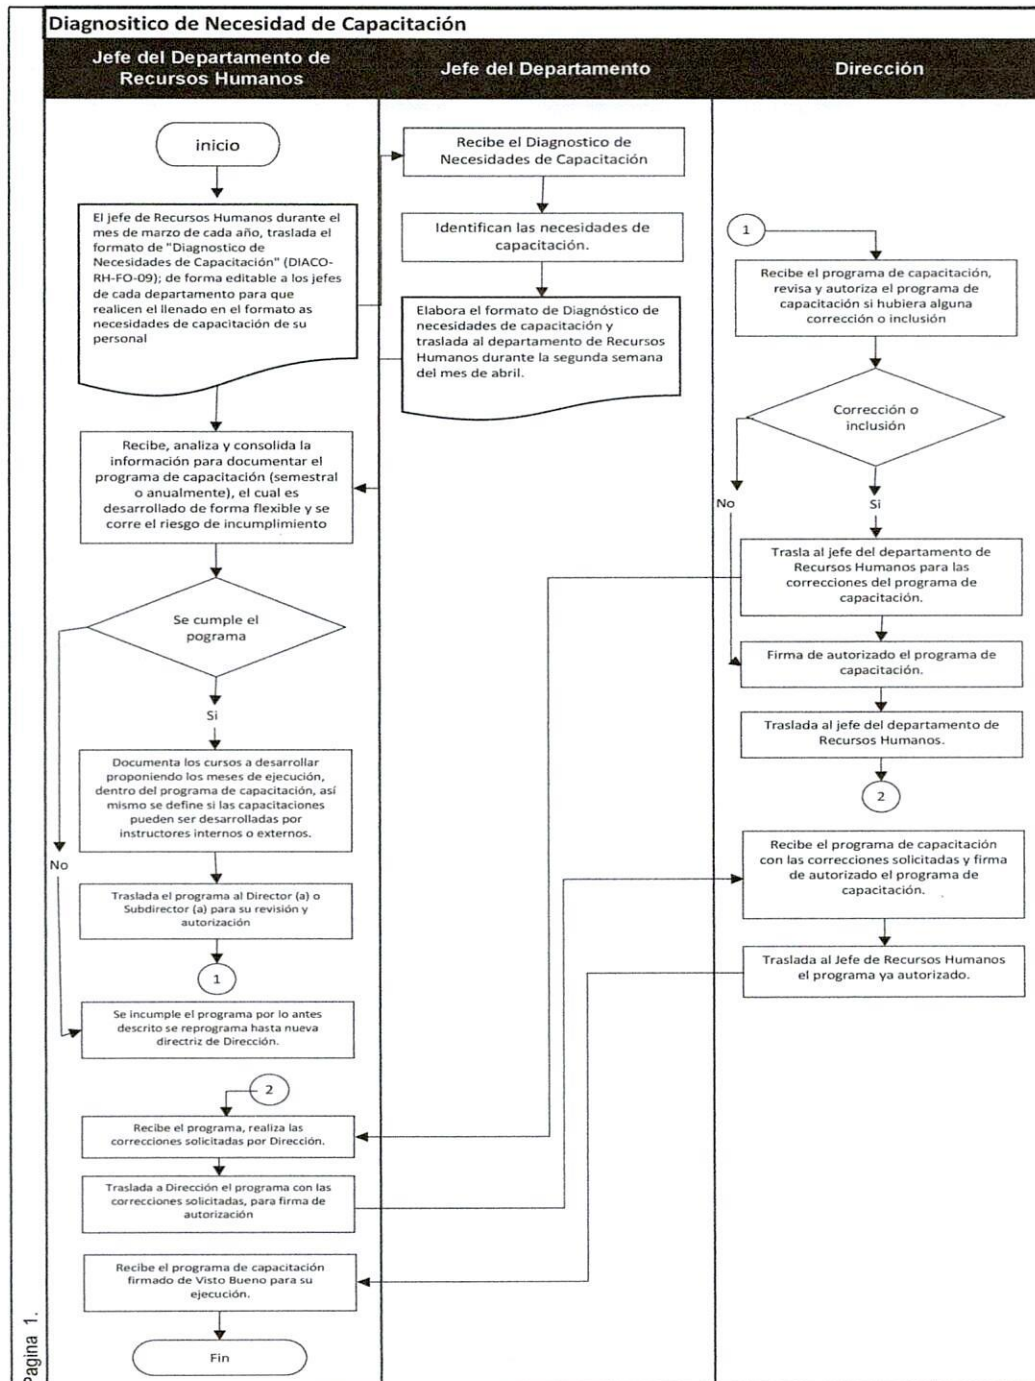 Diagnositico de Necesidad de Capacitación
Jefe del Departamento de
Recursos Humanos
Jefe del Departamento
Dirección
inicio
El jefe de Recursos Humanos durante el
mes de marzo de cada año, traslada el
formato de "Diagnostico de
Necesidades de Capacitación" (DIACO-
RH-FO-09); de forma editable a los jefes
de cada departamento para que
realicen el llenado en el formato as
necesidades de capacitación de su
personal
Recibe, analiza y consolida la
información para documentar el
programa de capacitación (semestral
o anualmente), el cual es
desarrollado de forma flexible y se
corre el riesgo de incumplimiento
Se cumple el
pograma
Si
No
Documenta los cursos a desarrollar
proponiendo los meses de ejecución,
dentro del programa de capacitación, así
mismo se define si las capacitaciones
pueden ser desarrolladas por
instructores internos o externos.
Traslada el programa al Director (a) o
Subdirector (a) para su revisión y
autorización
1
Se incumple el programa por lo antes
descrito se reprograma hasta nueva
directriz de Dirección.
2
Recibe el programa, realiza las
correcciones solicitadas por Dirección.
Traslada a Dirección el programa con las
correcciones solicitadas, para firma de
autorización
Recibe el programa de capacitación
firmado de Visto Bueno para su
ejecución.
Fin
Recibe el Diagnostico de
Necesidades de Capacitación
Identifican las necesidades de
capacitación.
Elabora el formato de Diagnóstico de
necesidades de capacitación y
traslada al departamento de Recursos
Humanos durante la segunda semana
del mes de abril.
1
Recibe el programa de capacitación,
revisa y autoriza el programa de
capacitación si hubiera alguna
corrección o inclusión
Corrección o
inclusión
No
Si
Trasla al jefe del departamento de
Recursos Humanos para las
correcciones del programa de
capacitación.
Firma de autorizado el programa de
capacitación.
Traslada al jefe del departamento de
Recursos Humanos.
2
Recibe el programa de capacitación
con las correcciones solicitadas y firma
de autorizado el programa de
capacitación.
Traslada al Jefe de Recursos Humanos
el programa ya autorizado.
Pagina 1.